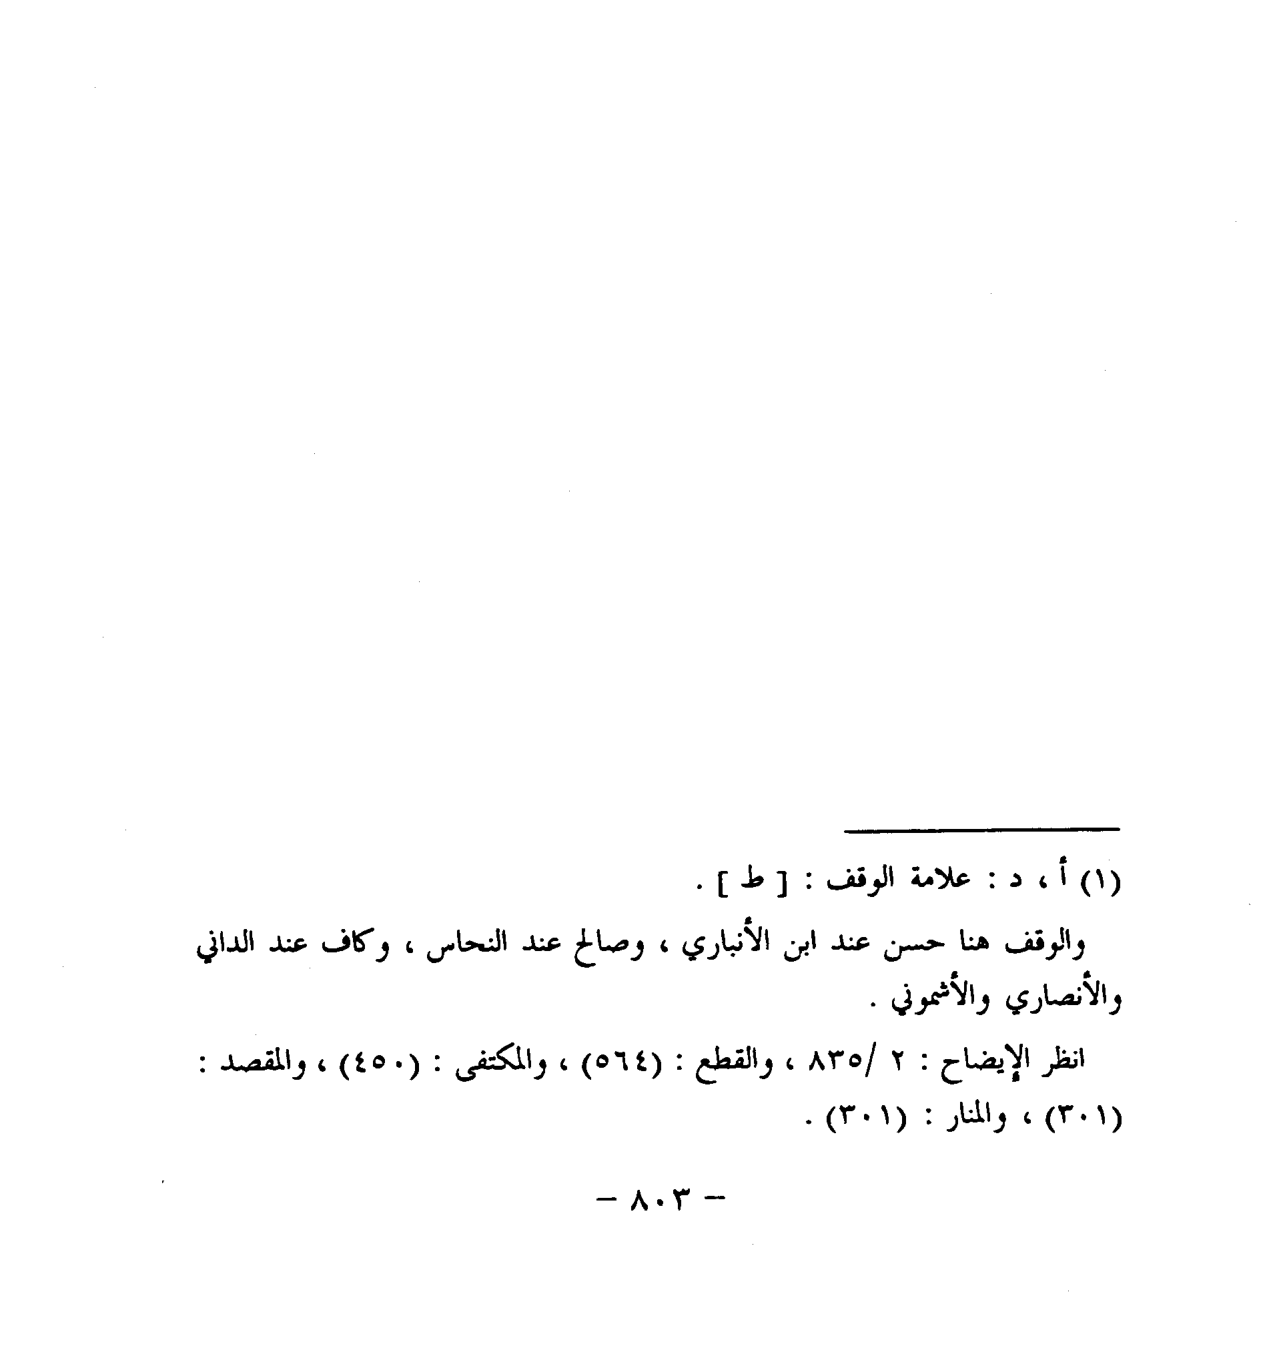 (١) أ ، د : علامة الوقف : [ ط ] .
والوقف هنا حسن عند ابن الأنباري ، وصالح عند النحاس ، وكاف عند الداني
والأنصاري والأشموني .
انظر الإيضاح : ٢ /٨٣٥ ، والقطع : (٥٦٤) ، والمكتفى : (٤٥٠) ، والمقصد :
(٣٠١) ، والمنار : (٣٠١) .
– ٨٠٣ –